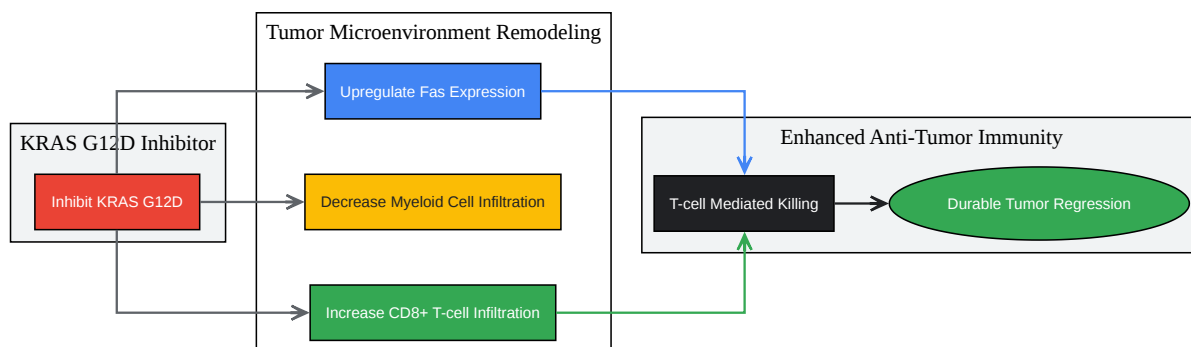 Tumor Microenvironment Remodeling
Upregulate Fas Expression
KRAS G12D Inhibitor
Enhanced Anti-Tumor Immunity
Inhibit KRAS G12D
Decrease Myeloid Cell Infiltration
T-cell Mediated Killing
Durable Tumor Regression
Increase CD8+ T-cell Infiltration